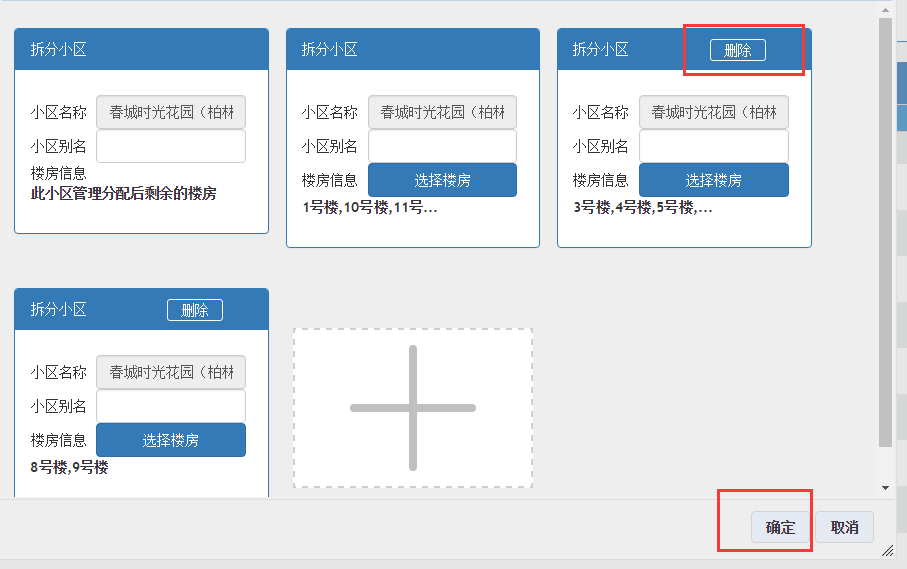 拆分小区
小区名称 春城时光花园（柏林
小区别名
楼房信息
此小区管理分配后剩余的楼房
拆分小区
小区名称 春城时光花园（柏林
小区别名
楼房信息 选择楼房
1号楼,10号楼,11号...
拆分小区 删除
小区名称 春城时光花园（柏林
小区别名
楼房信息 选择楼房
3号楼,4号楼,5号楼,...
拆分小区 删除
小区名称 春城时光花园（柏林
小区别名
楼房信息 选择楼房
8号楼,9号楼
确定 取消